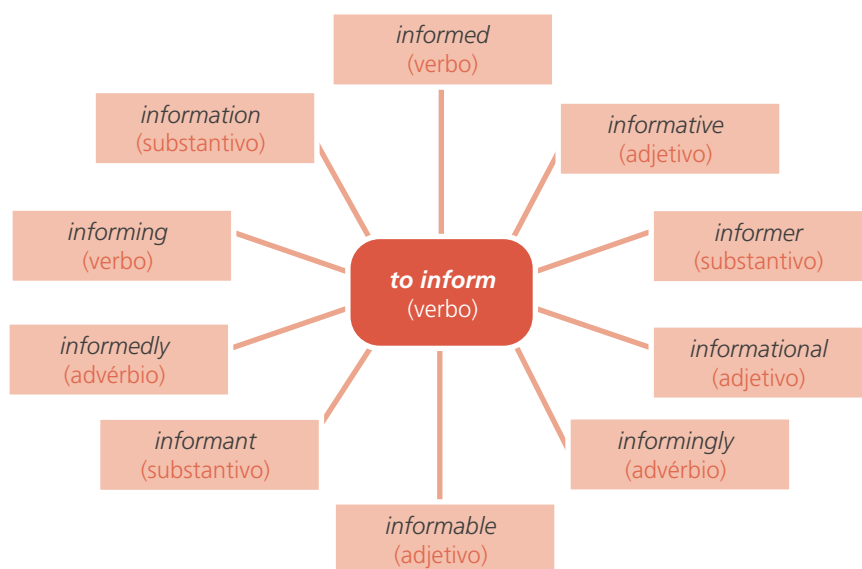 informed
(verbo)
information
(substantivo)
informative
(adjetivo)
informing
(verbo)
informer
(substantivo)
to inform
(verbo)
informedly
(advérbio)
informational
(adjetivo)
informant
(substantivo)
informingly
(advérbio)
informable
(adjetivo)